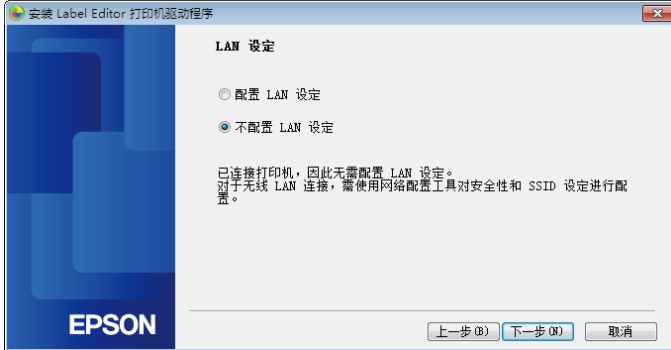 安装 Label Editor 打印机驱动程序
LAN 设定
配置 LAN 设定
不配置 LAN 设定
已连接打印机，因此无需配置 LAN 设定。
对于无线 LAN 连接，需使用网络配置工具对安全性和 SSID 设定进行配
置。
EPSON
上一步(B) 下一步(N) 取消